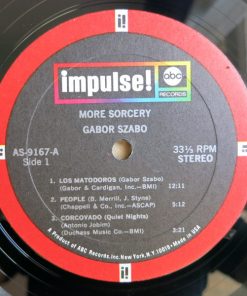 impulse! abc
RECORDS
MORE SORCERY
GABOR SZABO
AS-9167-A 33⅓ RPM
Side 1 STEREO
1. LOS MATODOROS (Gabor Szabo)
(Gabor & Cardigan, Inc.—BMI) 12:11
2. PEOPLE (B. Merrill, J. Styne)
(Chappell & Co., Inc.—ASCAP) 5:12
3. CORCOVADO (Quiet Nights)
(Antonio Jobim)
(Duchess Music Co.—BMI) 3:21
A Product of ABC Records, Inc. New York, N.Y. 10019 • Made in USA